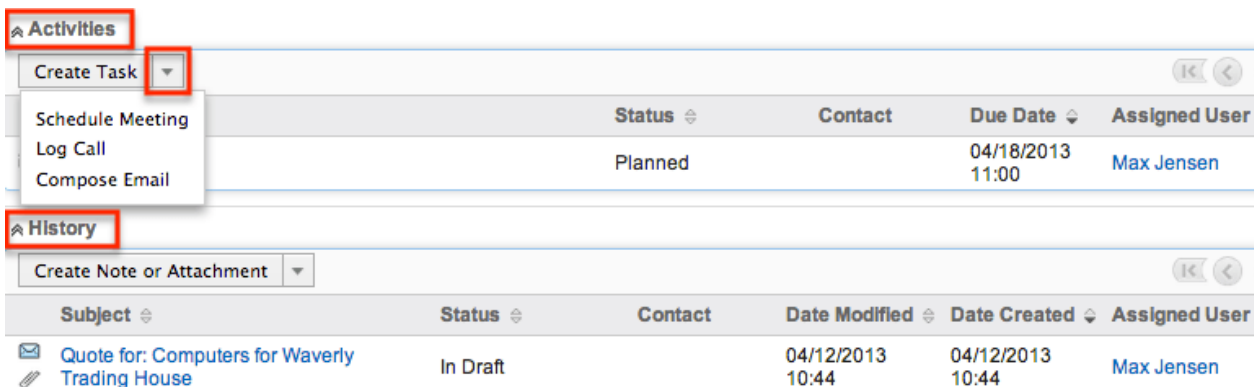 Activities
Create Task
Schedule Meeting
Log Call
Compose Email
Status Contact Due Date Assigned User
Planned 04/18/2013 11:00 Max Jensen
History
Create Note or Attachment
Subject Status Contact Date Modified Date Created Assigned User
Quote for: Computers for Waverly In Draft 04/12/2013 04/12/2013 Max Jensen
Trading House 10:44 10:44